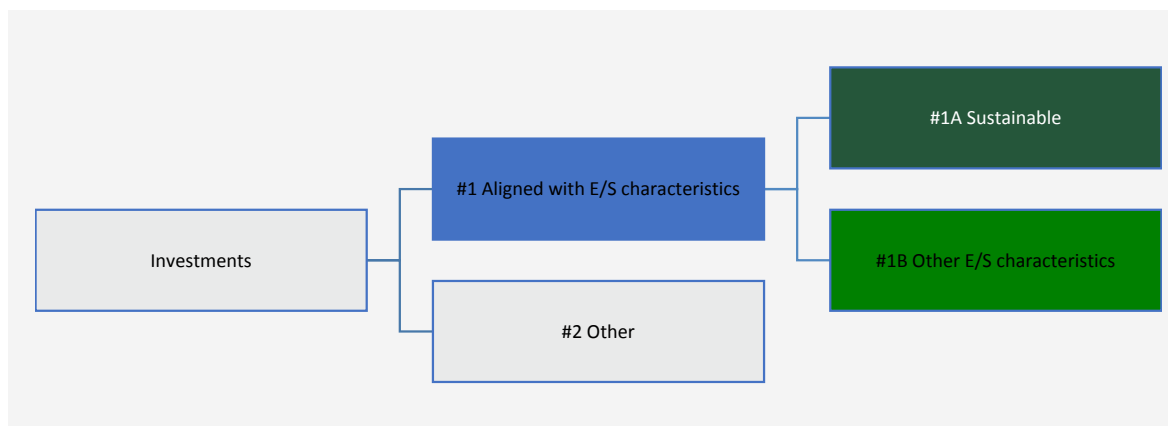 Investments
#1 Aligned with E/S characteristics
#2 Other
#1A Sustainable
#1B Other E/S characteristics